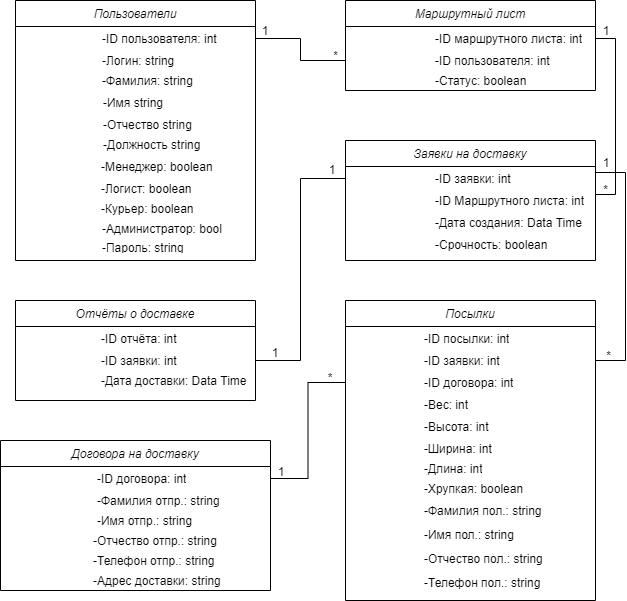 Пользователи
-ID пользователя: int
-Логин: string
-Фамилия: string
-Имя string
-Отчество string
-Должность string
-Менеджер: boolean
-Логист: boolean
-Курьер: boolean
-Администратор: bool
-Пароль: string
1
*
Маршрутный лист
-ID маршрутного листа: int
-ID пользователя: int
-Статус: boolean
1
*
Заявки на доставку
-ID заявки: int
-ID Маршрутного листа: int
-Дата создания: Data Time
-Срочность: boolean
1
1
Отчёты о доставке
-ID отчёта: int
-ID заявки: int
-Дата доставки: Data Time
1
*
Посылки
-ID посылки: int
-ID заявки: int
-ID договора: int
-Вес: int
-Высота: int
-Ширина: int
-Длина: int
-Хрупкая: boolean
-Фамилия пол.: string
-Имя пол.: string
-Отчество пол.: string
-Телефон пол.: string
*
Договора на доставку
-ID договора: int
-Фамилия отпр.: string
-Имя отпр.: string
-Отчество отпр.: string
-Телефон отпр.: string
-Адрес доставки: string
1